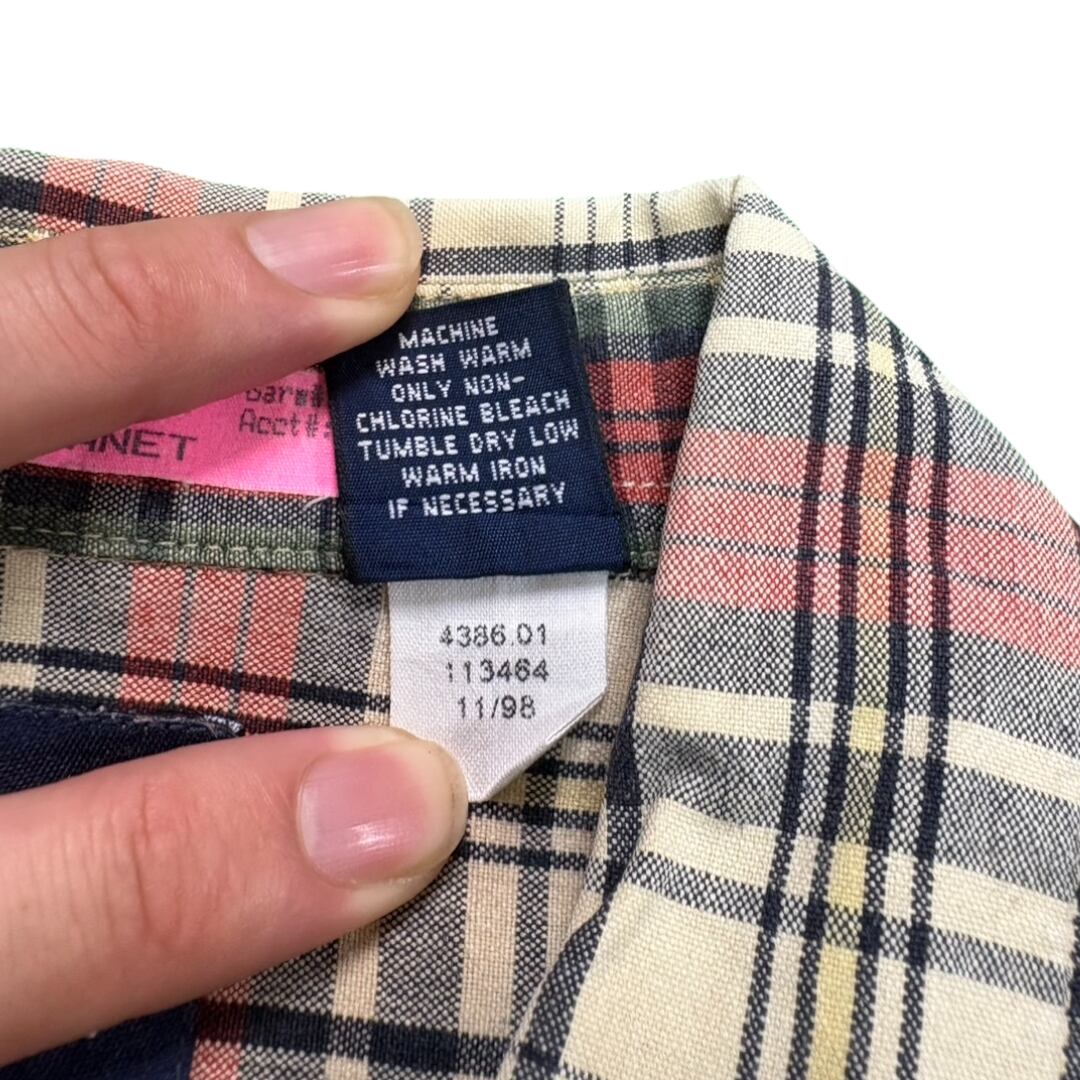 MACHINE
WASH WARM
ONLY NON-
CHLORINE BLEACH
TUMBLE DRY LOW
WARM IRON
IF NECESSARY
Acct#:
4386.01
113464
11/98